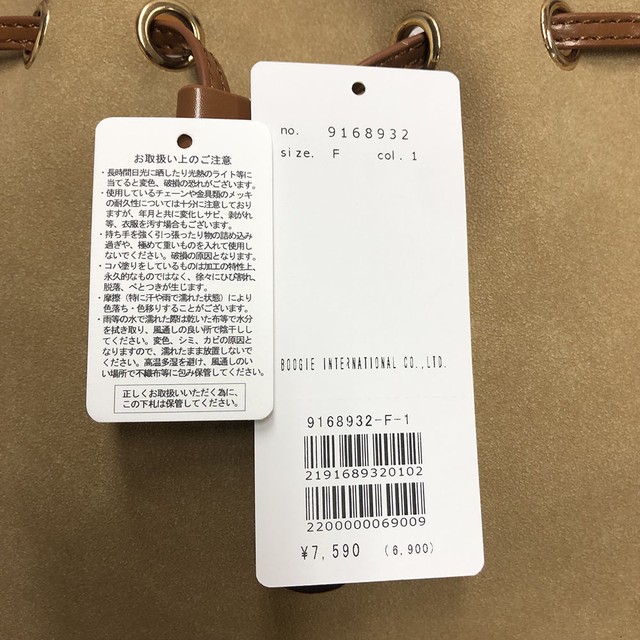 お取扱い上のご注意
・長時間日光に晒したり光熱のライト等に
当てると変色、破損の恐れがございます。
・使用しているチェーンや金具類のメッキ
の耐久性については十分に注意しており
ますが、年月と共に変化しサビ、剥がれ
等、衣服を汚す場合もございます。
・持ち手を強く引っ張ったり物の詰め込み
過ぎや、極めて重いものを入れて使用し
ないでください。破損の原因となります。
・コバ塗りをしているものは加工の特性上、
永久的なものではなく、徐々にひび割れ、
脱落、べとつきが生じます。
・摩擦（特に汗や雨で濡れた状態）により
色落ち・色移りすることがございます。
・雨等の水で濡れた際は乾いた布等で水分
を拭き取り、風通しの良い所で陰干しし
てください。変色、シミ、カビの原因と
なりますので、濡れたまま放置しないで
ください。高温多湿を避け、風通しのい
い場所で不織布等に包み保管してください。
正しくお取扱いいただく為に、
この下札は保管してください。
no. 9168932
size. F col. 1
BOOGIE INTERNATIONAL CO.,LTD.
9168932-F-1
2191689320102
2200000069009
¥7,590 (6,900)